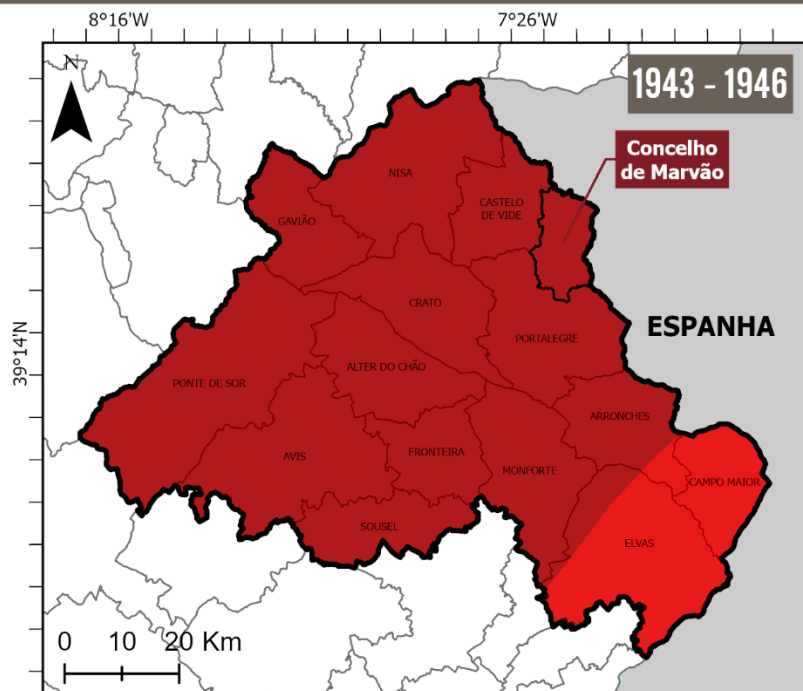 8°16'W
7°26'W
N
1943 - 1946
Concelho
de Marvão
NISA
CASTELO
DE VIDE
GAVIÃO
CRATO
ESPANHA
PORTALEGRE
39°14'N
ALTER DO CHÃO
PONTE DE SOR
ARRONCHES
FRONTEIRA
AVIS
MONFORTE
CAMPO MAIOR
SOUSEL
ELVAS
0 10 20 Km